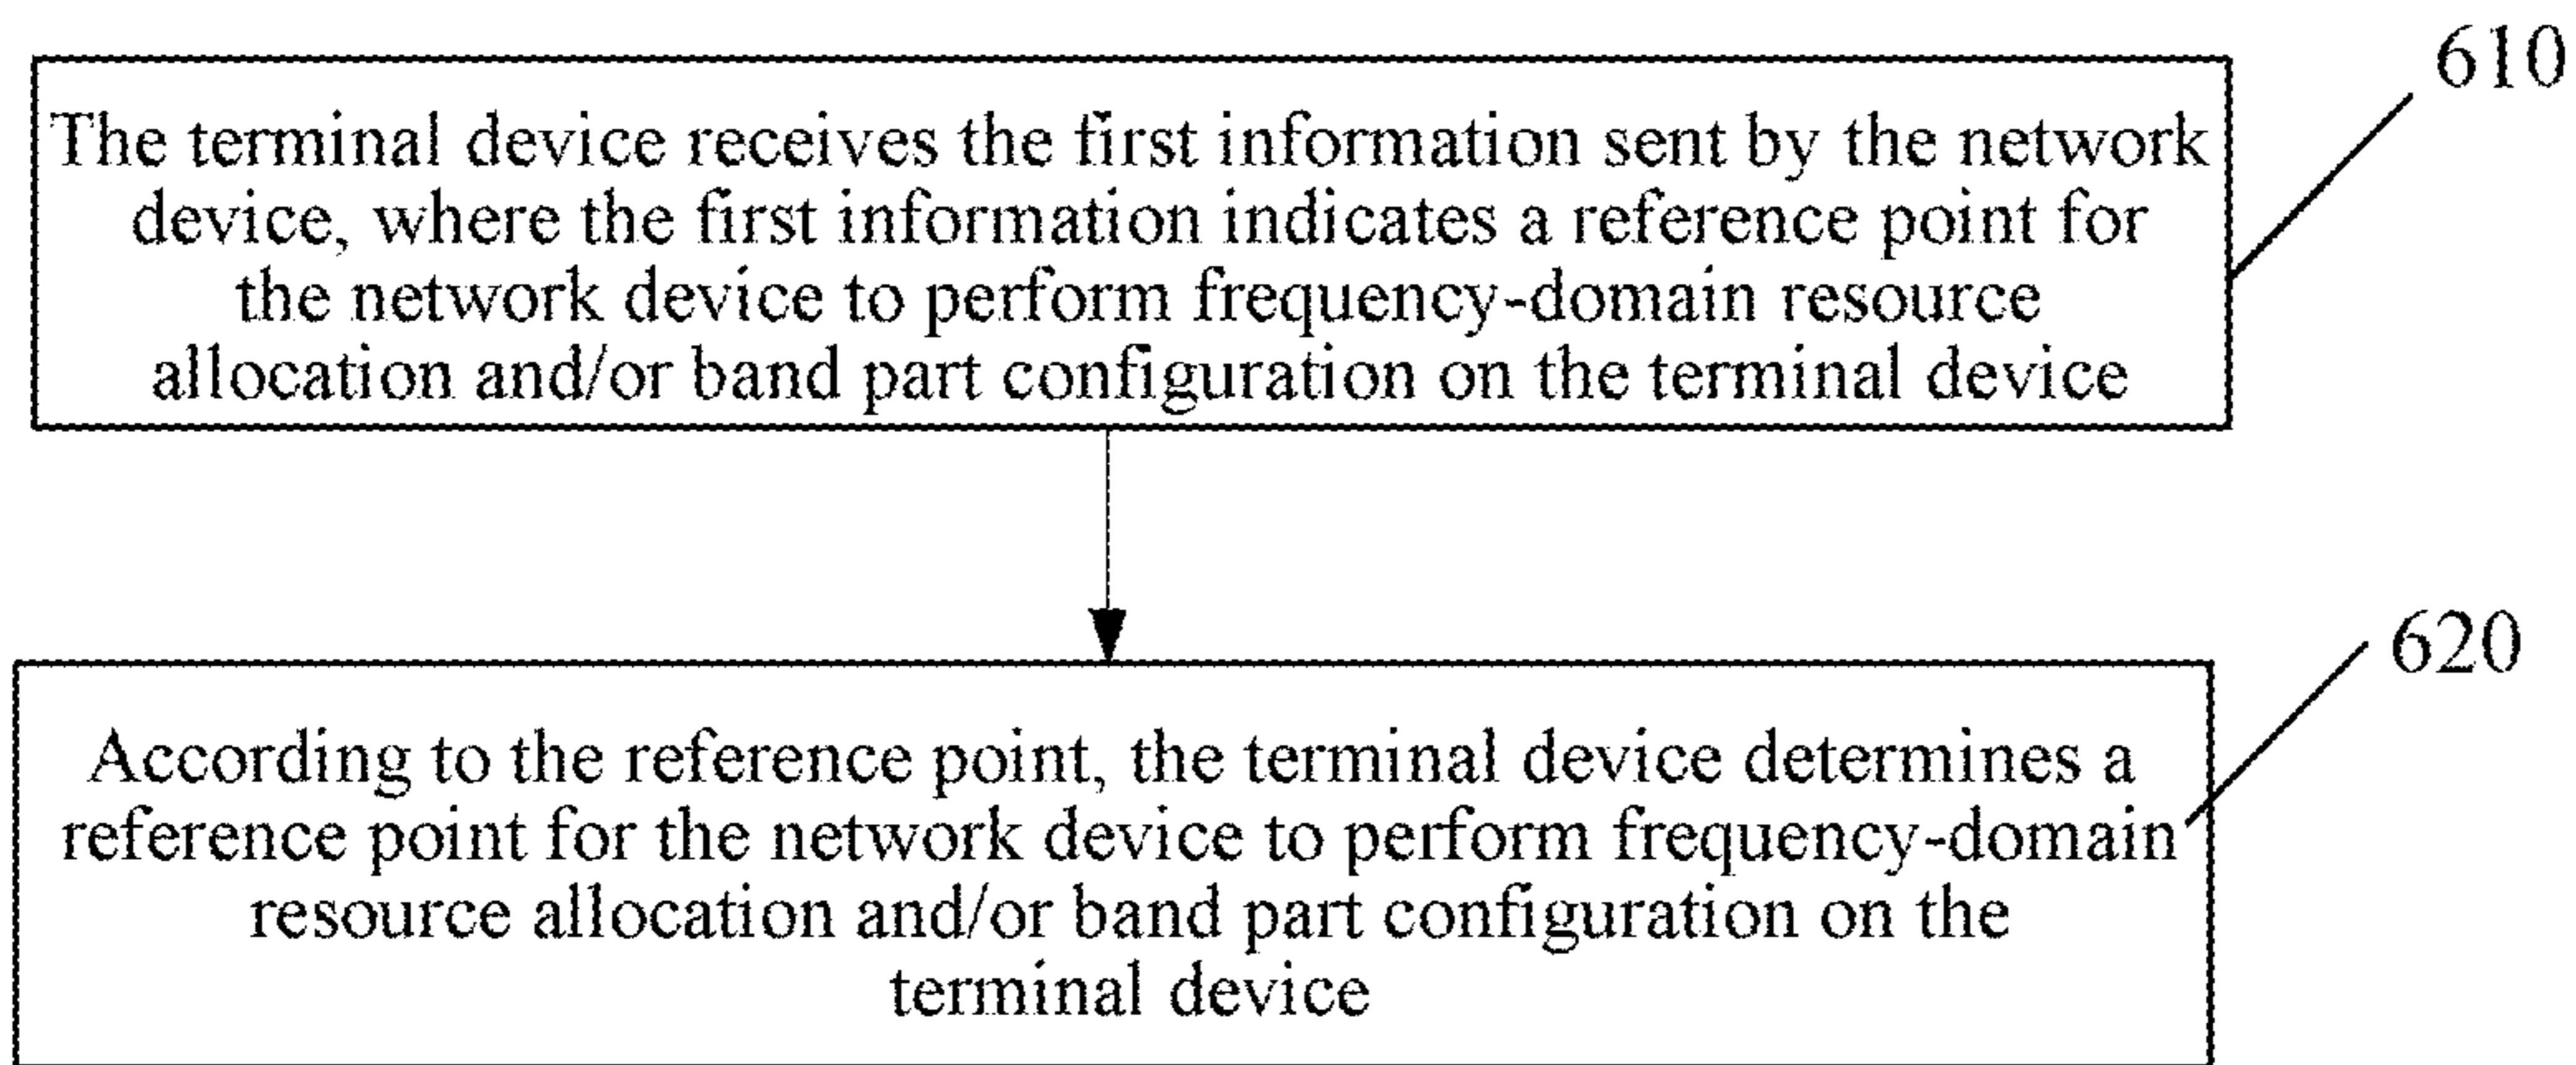 610
The terminal device receives the first information sent by the network
device, where the first information indicates a reference point for
the network device to perform frequency-domain resource
allocation and/or band part configuration on the terminal device
620
According to the reference point, the terminal device determines a
reference point for the network device to perform frequency-domain
resource allocation and/or band part configuration on the
terminal device